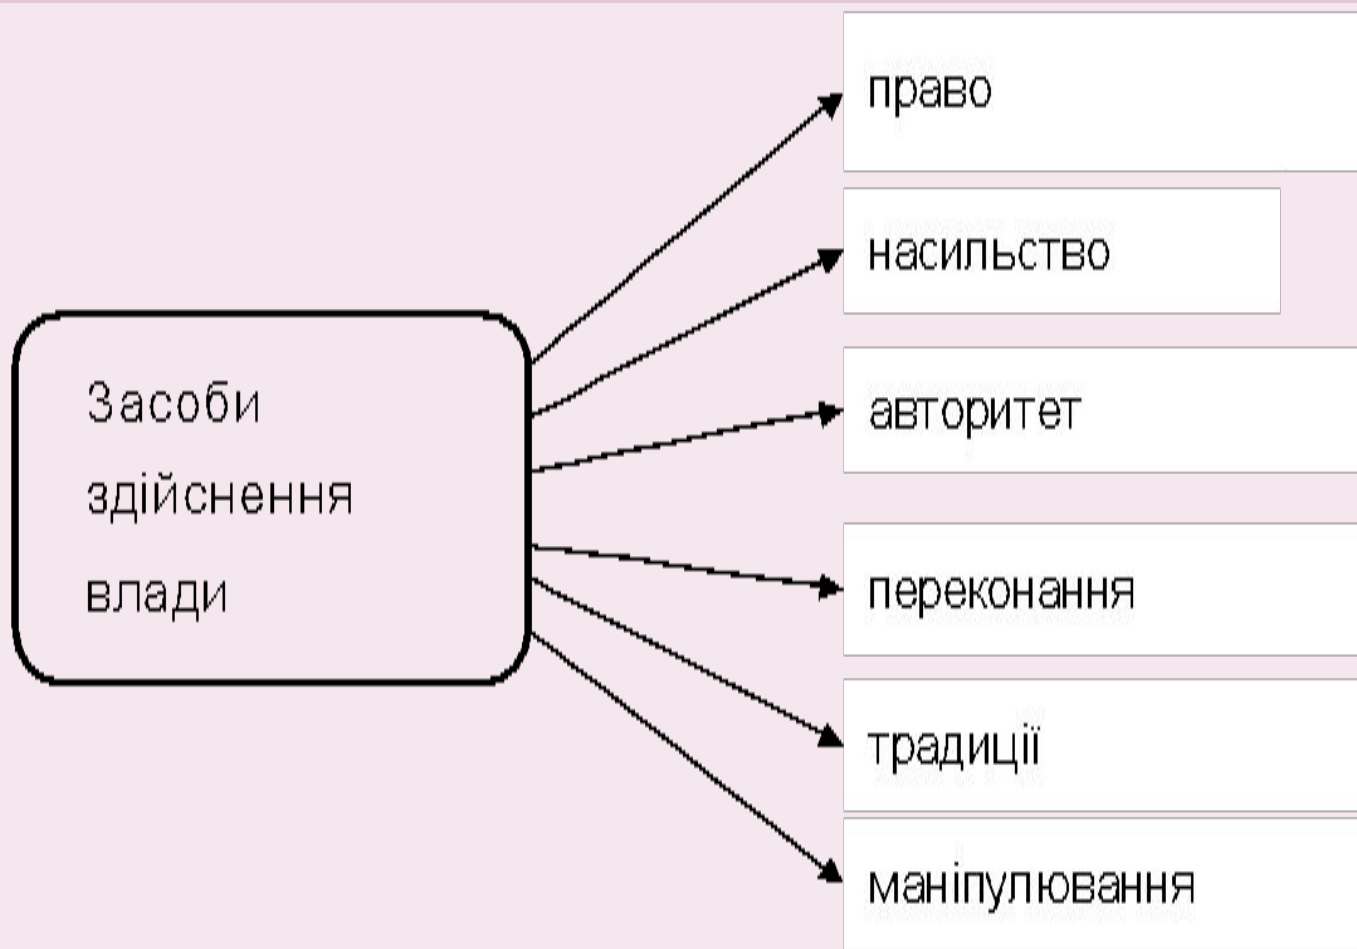 Засоби
здійснення
влади
право
насильство
авторитет
переконання
традиції
маніпулювання